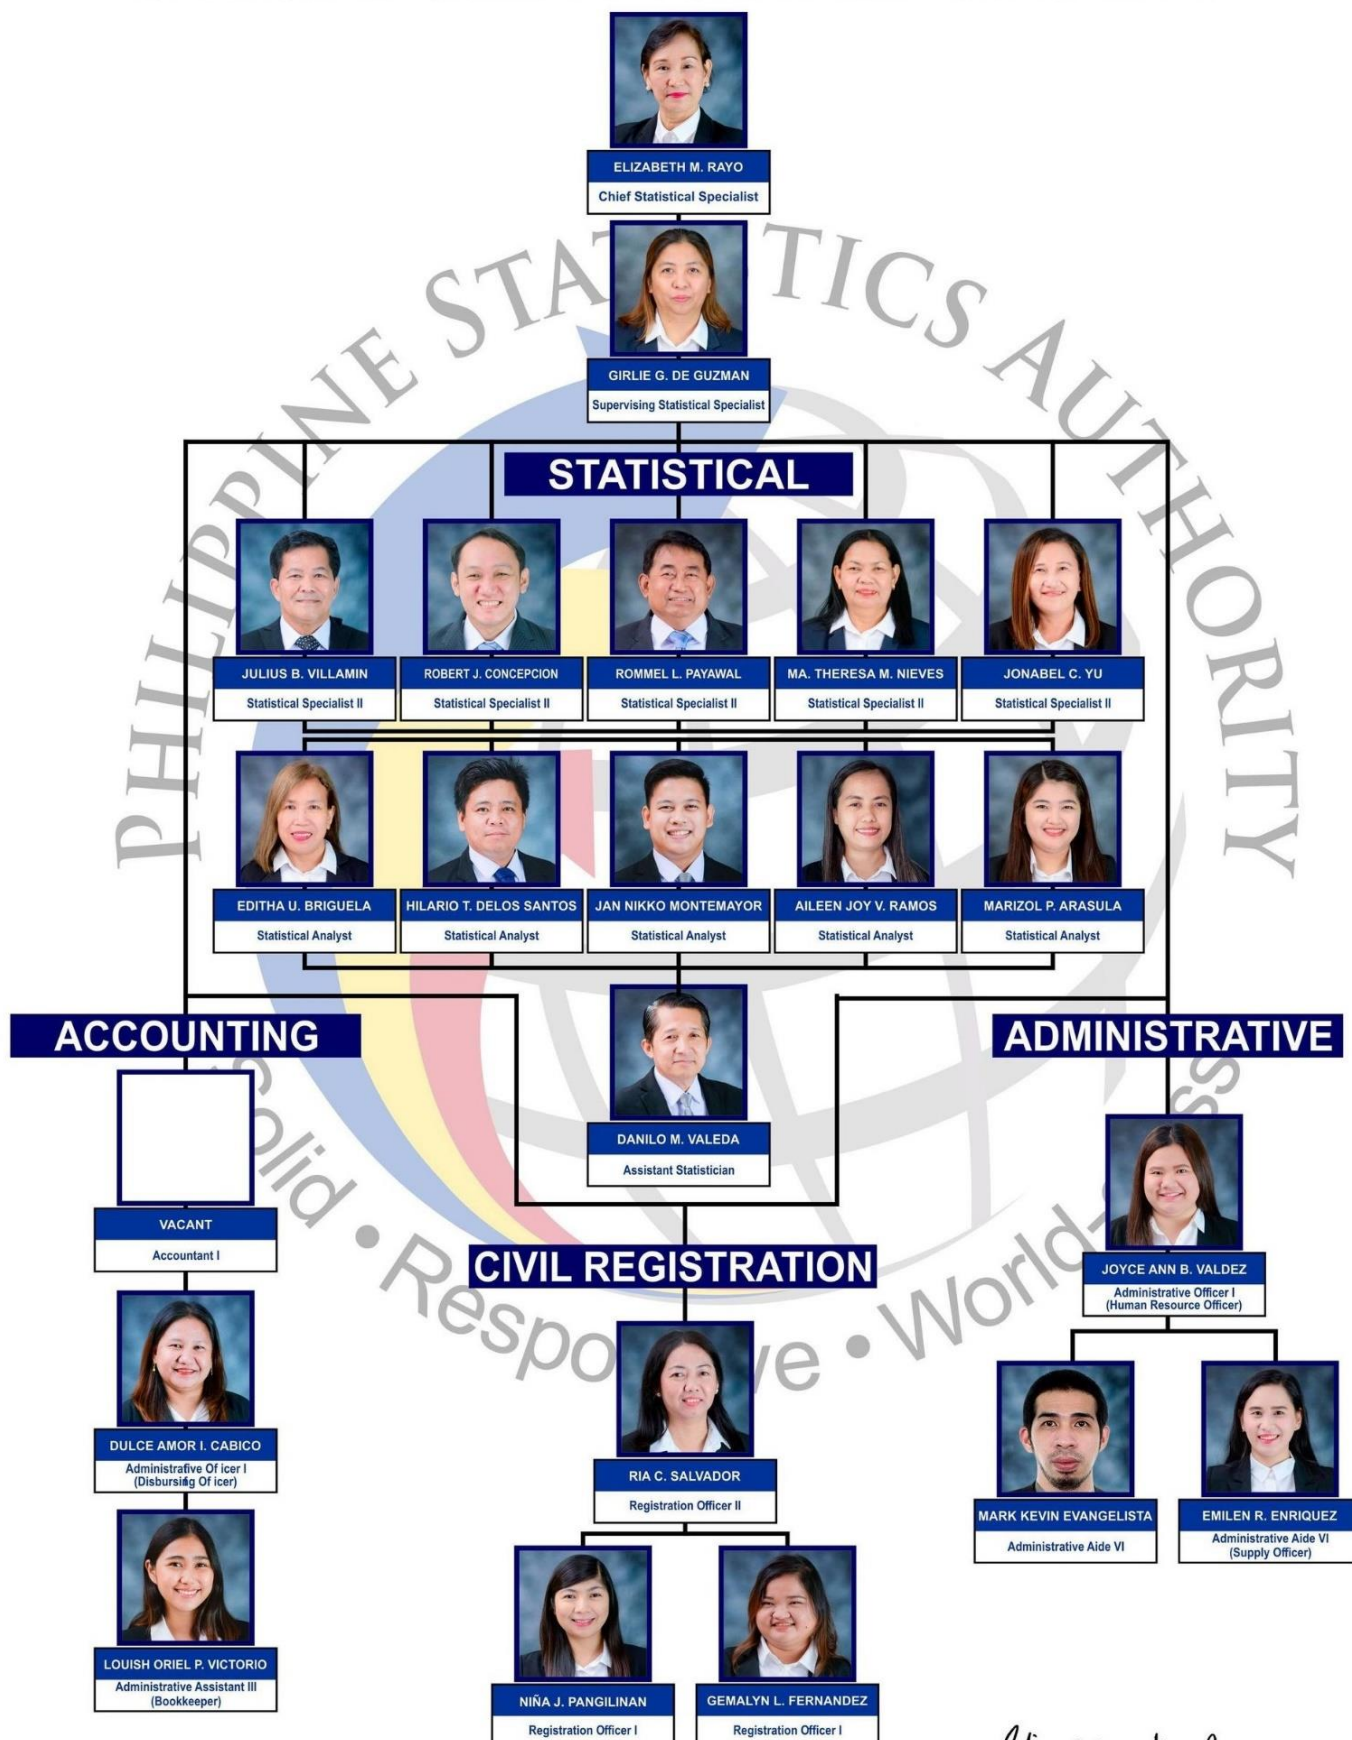 PHILIPPINE STATISTICS AUTHORITY
ELIZABETH M. RAYO
Chief Statistical Specialist
GIRLIE G. DE GUZMAN
Supervising Statistical Specialist
STATISTICAL
JULIUS B. VILLAMIN
Statistical Specialist II
ROBERT J. CONCEPCION
Statistical Specialist II
ROMMEL L. PAYAWAL
Statistical Specialist II
MA. THERESA M. NIEVES
Statistical Specialist II
JONABEL C. YU
Statistical Specialist II
EDITHA U. BRIGUELA
Statistical Analyst
HILARIO T. DELOS SANTOS
Statistical Analyst
JAN NIKKO MONTEMAYOR
Statistical Analyst
AILEEN JOY V. RAMOS
Statistical Analyst
MARIZOL P. ARASULA
Statistical Analyst
DANILO M. VALEDA
Assistant Statistician
ACCOUNTING
VACANT
Accountant I
DULCE AMOR I. CABICO
Administrative Of icer I
(Disbursing Of icer)
LOUISH ORIEL P. VICTORIO
Administrative Assistant III
(Bookkeeper)
CIVIL REGISTRATION
RIA C. SALVADOR
Registration Officer II
NIÑA J. PANGILINAN
Registration Officer I
GEMALYN L. FERNANDEZ
Registration Officer I
ADMINISTRATIVE
JOYCE ANN B. VALDEZ
Administrative Officer I
(Human Resource Officer)
MARK KEVIN EVANGELISTA
Administrative Aide VI
EMILEN R. ENRIQUEZ
Administrative Aide VI
(Supply Officer)